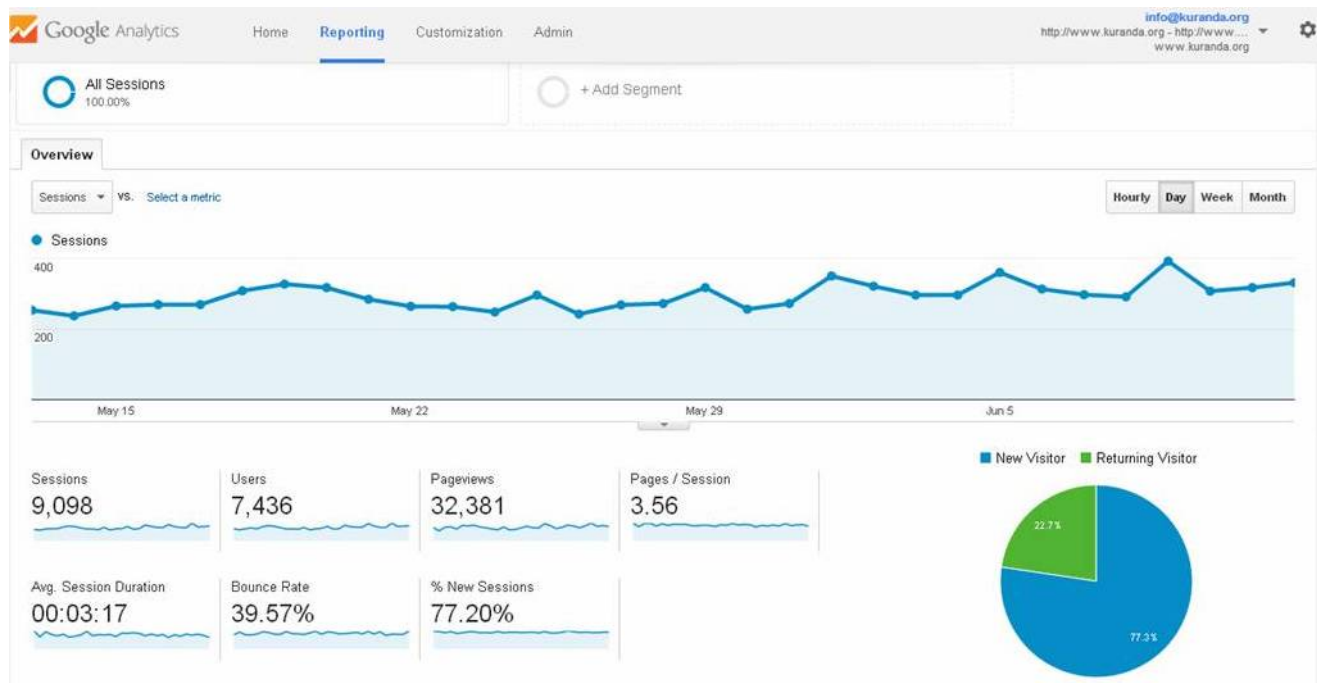 Google Analytics Home Reporting Customization Admin
info@kuranda.org
http://www.kuranda.org - http://www....
www.kuranda.org
All Sessions
100.00%
+ Add Segment
Overview
Sessions VS. Select a metric
Hourly Day Week Month
Sessions
400
200
May 15 May 22 May 29 Jun 5
Sessions
9,098
Users
7,436
Pageviews
32,381
Pages / Session
3.56
Avg. Session Duration
00:03:17
Bounce Rate
39.57%
% New Sessions
77.20%
New Visitor Returning Visitor
22.7%
77.3%